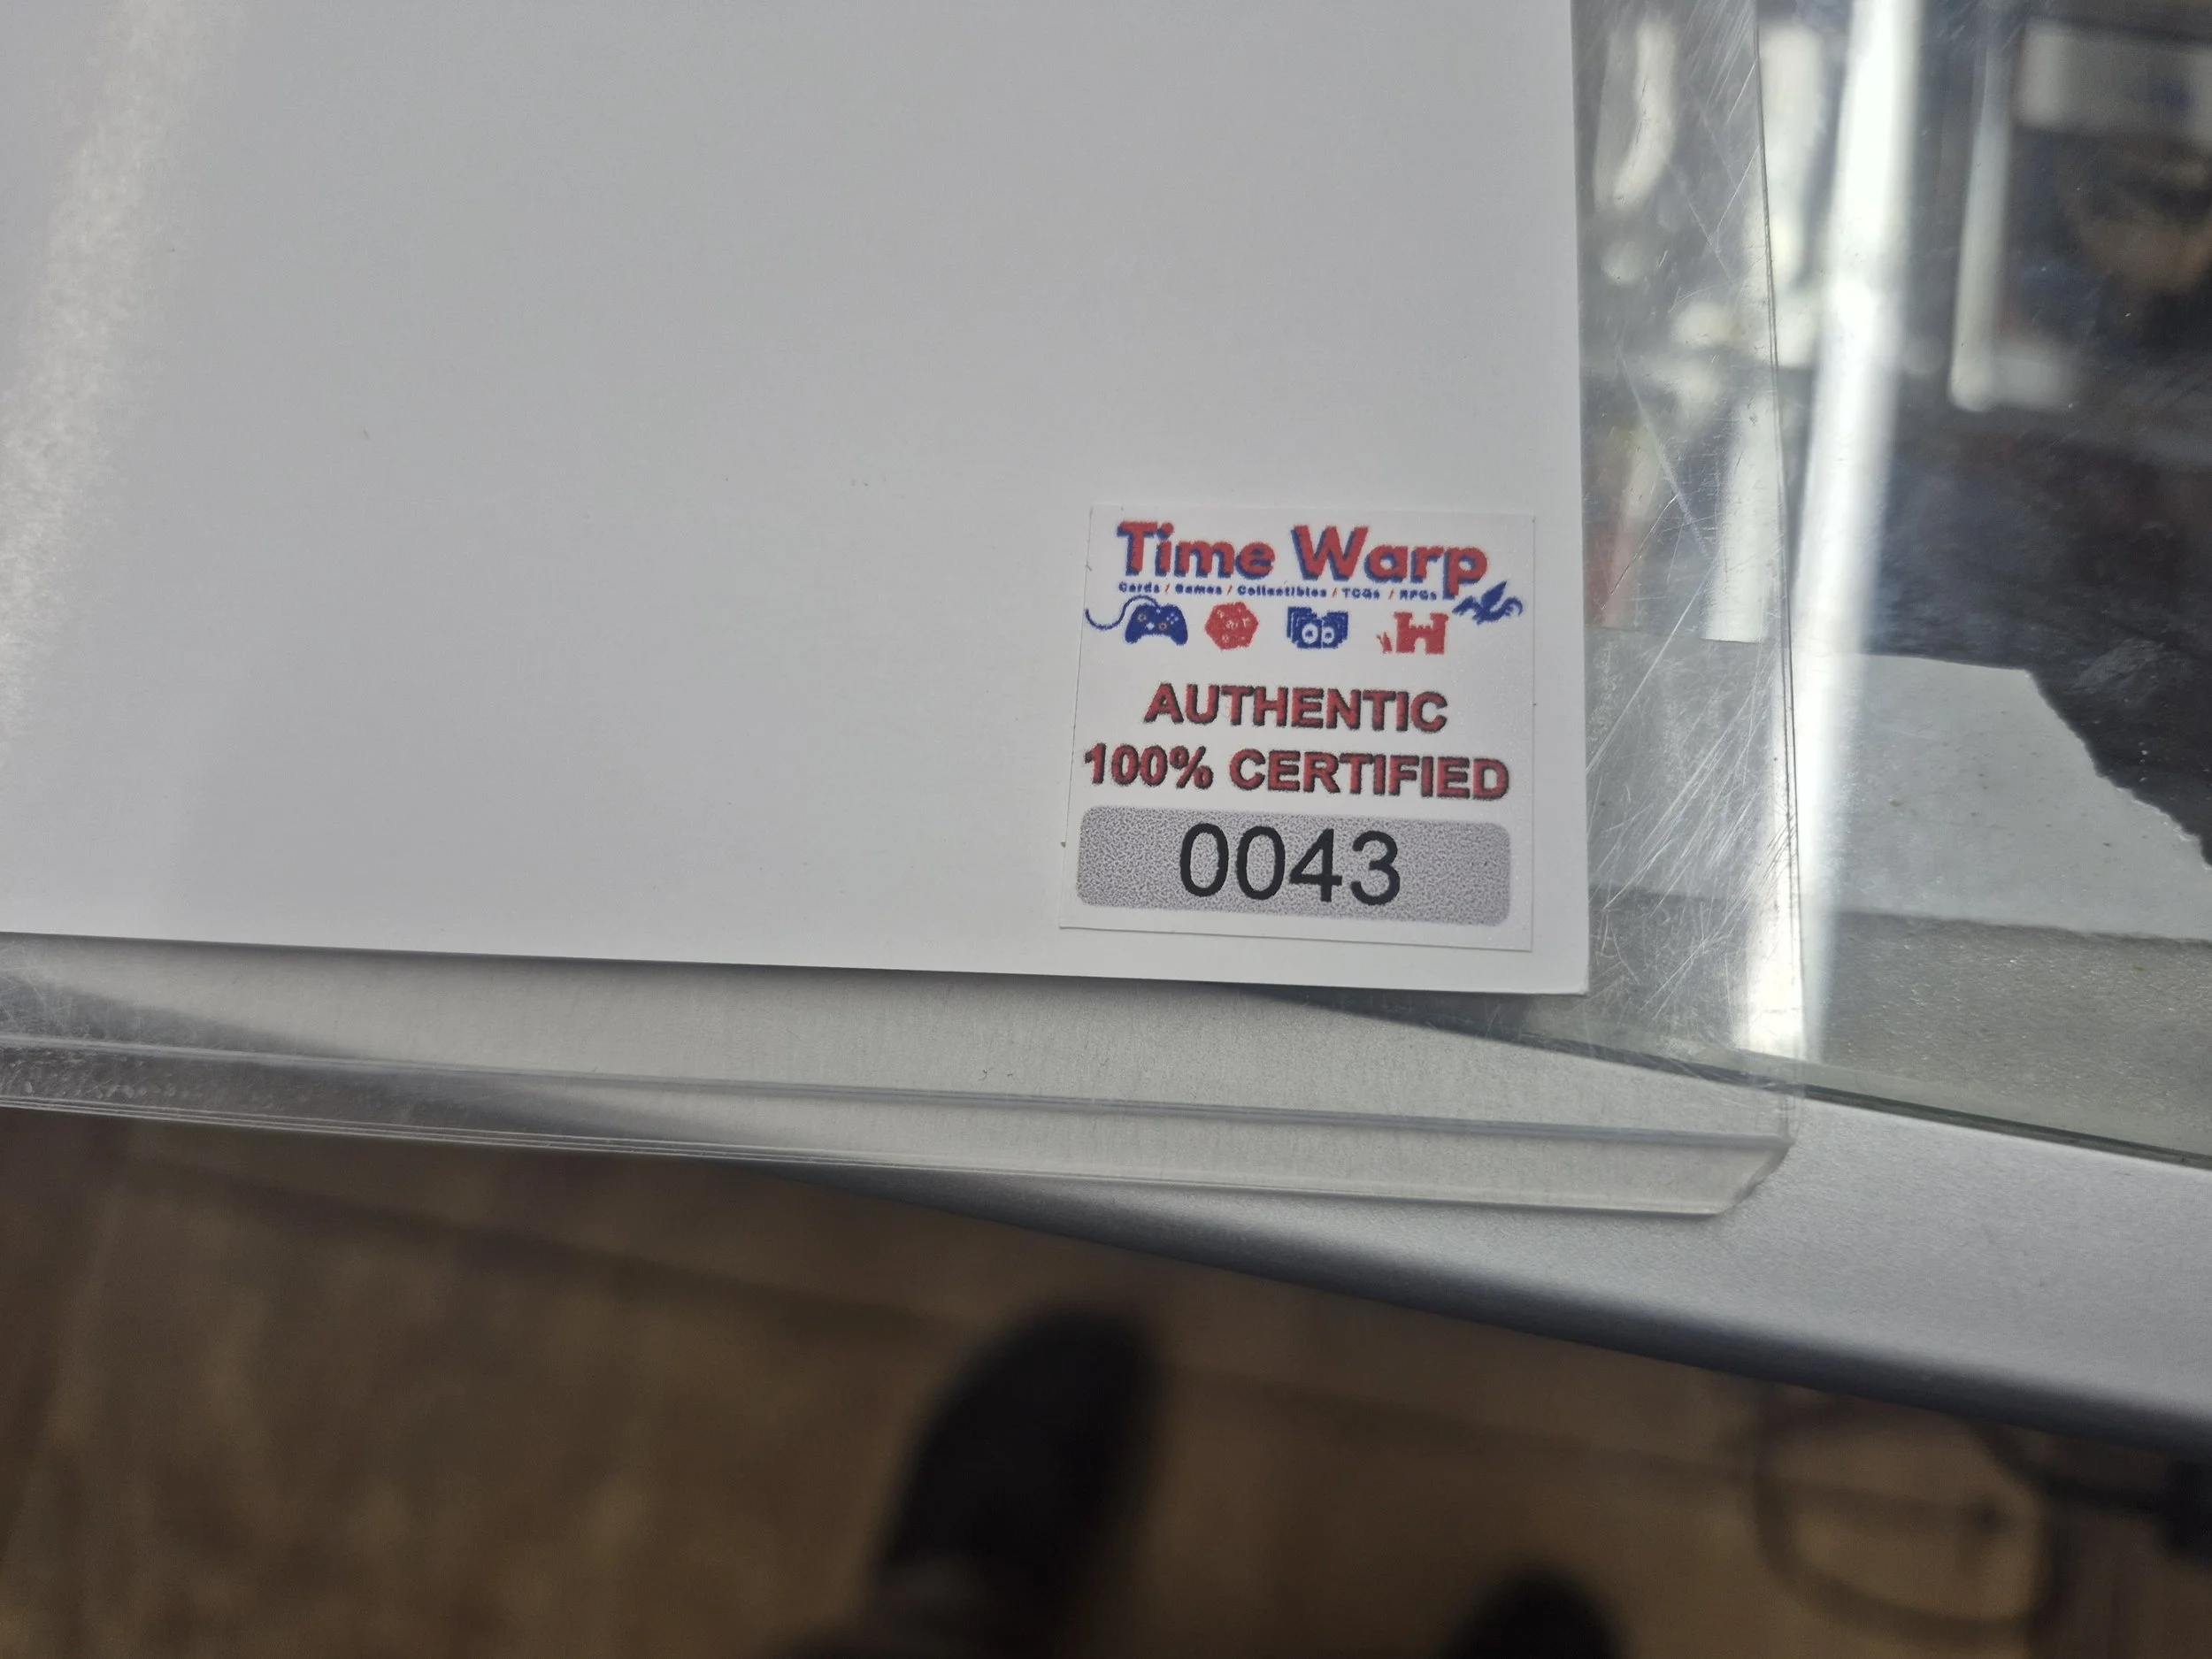 Time Warp
Cards / Games / Collectibles / TCGs / RPGs
AUTHENTIC
100% CERTIFIED
0043